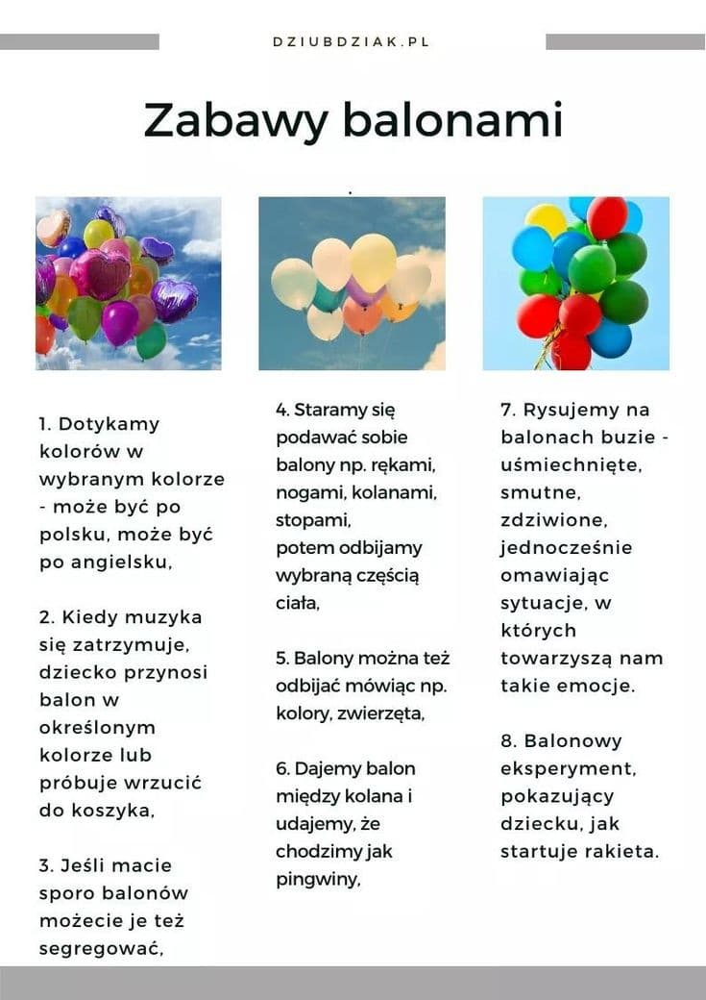 DZIUBDZIAK.PL
Zabawy balonami
.
1. Dotykamy
kolorów w
wybranym kolorze
- może być po
polsku, może być
po angielsku,
2. Kiedy muzyka
się zatrzymuje,
dziecko przynosi
balon w
określonym
kolorze lub
próbuje wrzucić
do koszyka,
3. Jeśli macie
sporo balonów
możecie je też
segregować,
4. Staramy się
podawać sobie
balony np. rękami,
nogami, kolanami,
stopami,
potem odbijamy
wybraną częścią
ciała,
5. Balony można też
odbijać mówiąc np.
kolory, zwierzęta,
6. Dajemy balon
między kolana i
udajemy, że
chodzimy jak
pingwiny,
7. Rysujemy na
balonach buzie -
uśmiechnięte,
smutne,
zdziwione,
jednocześnie
omawiając
sytuacje, w
których
towarzyszą nam
takie emocje.
8. Balonowy
eksperyment,
pokazujący
dziecku, jak
startuje rakieta.